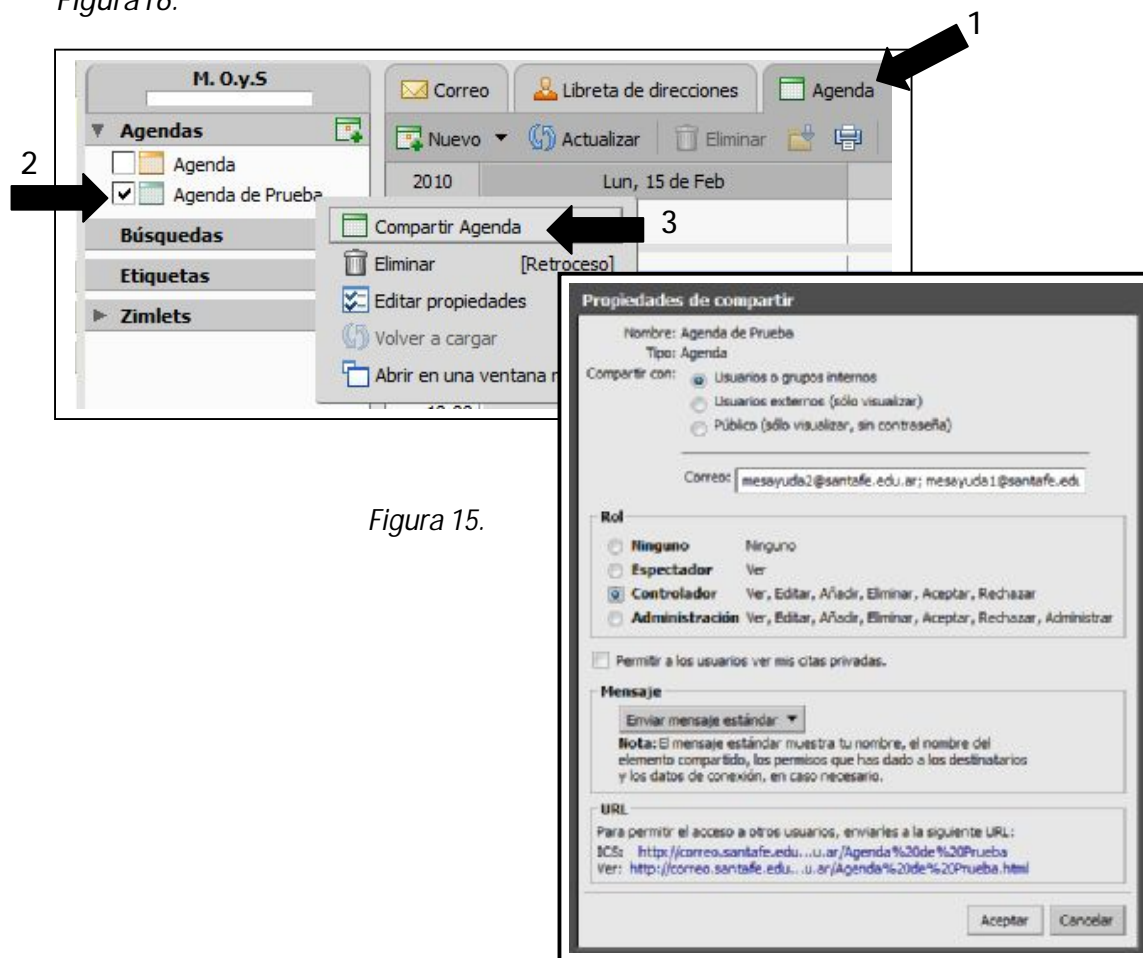 Figura16.
1
M. O.y.S
Correo
Libreta de direcciones
Agenda
Agendas
Nuevo
Actualizar
Eliminar
2
Agenda
Agenda de Prueba
2010
Lun, 15 de Feb
Búsquedas
Etiquetas
Zimlets
Compartir Agenda
3
Eliminar [Retroceso]
Editar propiedades
Volver a cargar
Abrir en una ventana
Propiedades de compartir
Nombre: Agenda de Prueba
Tipo: Agenda
Compartir con: Usuarios o grupos internos
Usuarios externos (sólo visualizar)
Público (sólo visualizar, sin contraseña)
Correo: mesayuda2@santafe.edu.ar; mesayuda1@santafe.edu
Figura 15.
Rol
Ninguno Ninguno
Espectador Ver
Controlador Ver, Editar, Añadir, Eliminar, Aceptar, Rechazar
Administración Ver, Editar, Añadir, Eliminar, Aceptar, Rechazar, Administrar
Permitir a los usuarios ver mis citas privadas.
Mensaje
Enviar mensaje estándar
Nota: El mensaje estándar muestra tu nombre, el nombre del
elemento compartido, los permisos que has dado a los destinatarios
y los datos de conexión, en caso necesario.
URL
Para permitir el acceso a otros usuarios, enviarles a la siguiente URL:
ICS: http://correo.santafe.edu...u.ar/Agenda%20de%20Prueba
Ver: http://correo.santafe.edu...u.ar/Agenda%20de%20Prueba.html
Aceptar
Cancelar